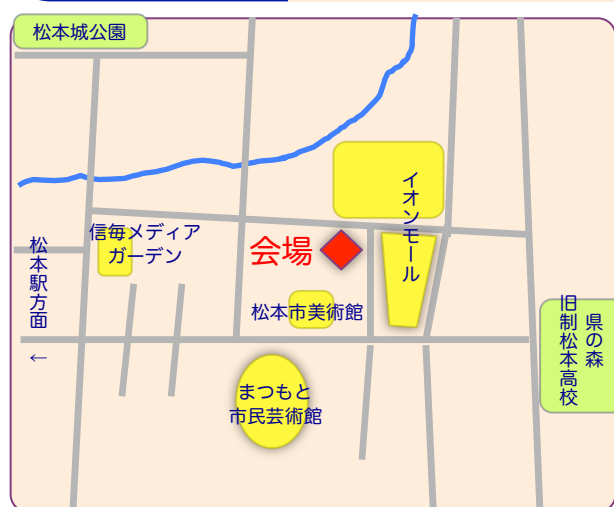 松本城公園
イオンモール
信毎メディア
ガーデン
会場
松本駅方面
←
松本市美術館
県の森
旧制松本高校
まつもと
市民芸術館